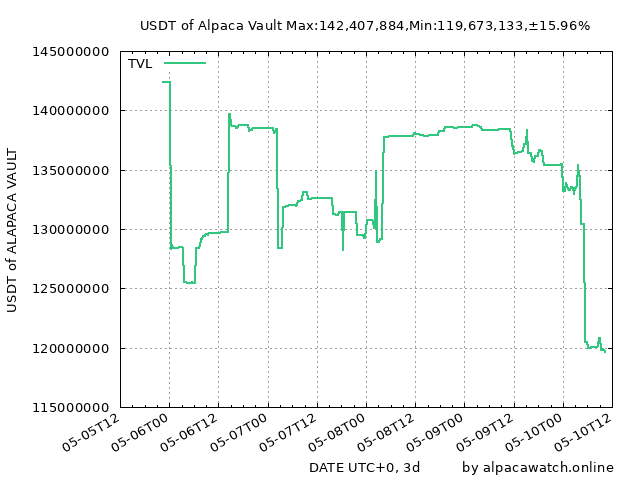 USDT of Alpaca Vault Max:142,407,884,Min:119,673,133,±15.96%
TVL
145000000
140000000
135000000
130000000
125000000
120000000
115000000
USDT of ALAPACA VAULT
05-05T12
05-06T00
05-06T12
05-07T00
05-07T12
05-08T00
05-08T12
05-09T00
05-09T12
05-10T00
05-10T12
DATE UTC+0, 3d
by alpacawatch.online